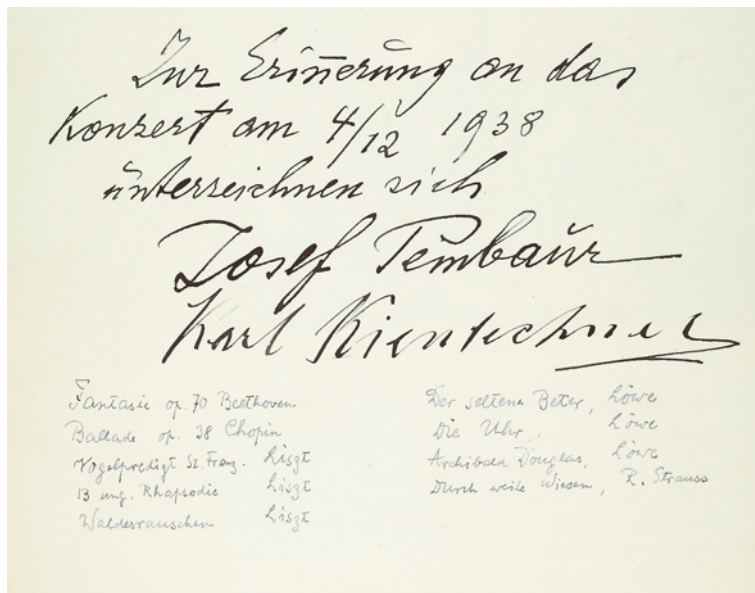 Zur Erinnerung an das
Konzert am 4/12 1938
unterzeichnen sich
Josef Pembaur
Karl Kientechner
Fantasie op. 70 Beethoven
Ballade op. 38 Chopin
Vogelpredigt St. Franz. Liszt
13 ung. Rhapsodie Liszt
Waldesrauschen Liszt
Der seltene Beter, Löwe
Die Uhr, Löwe
Archibald Douglas, Löwe
Durch weite Wiesen, R. Strauss